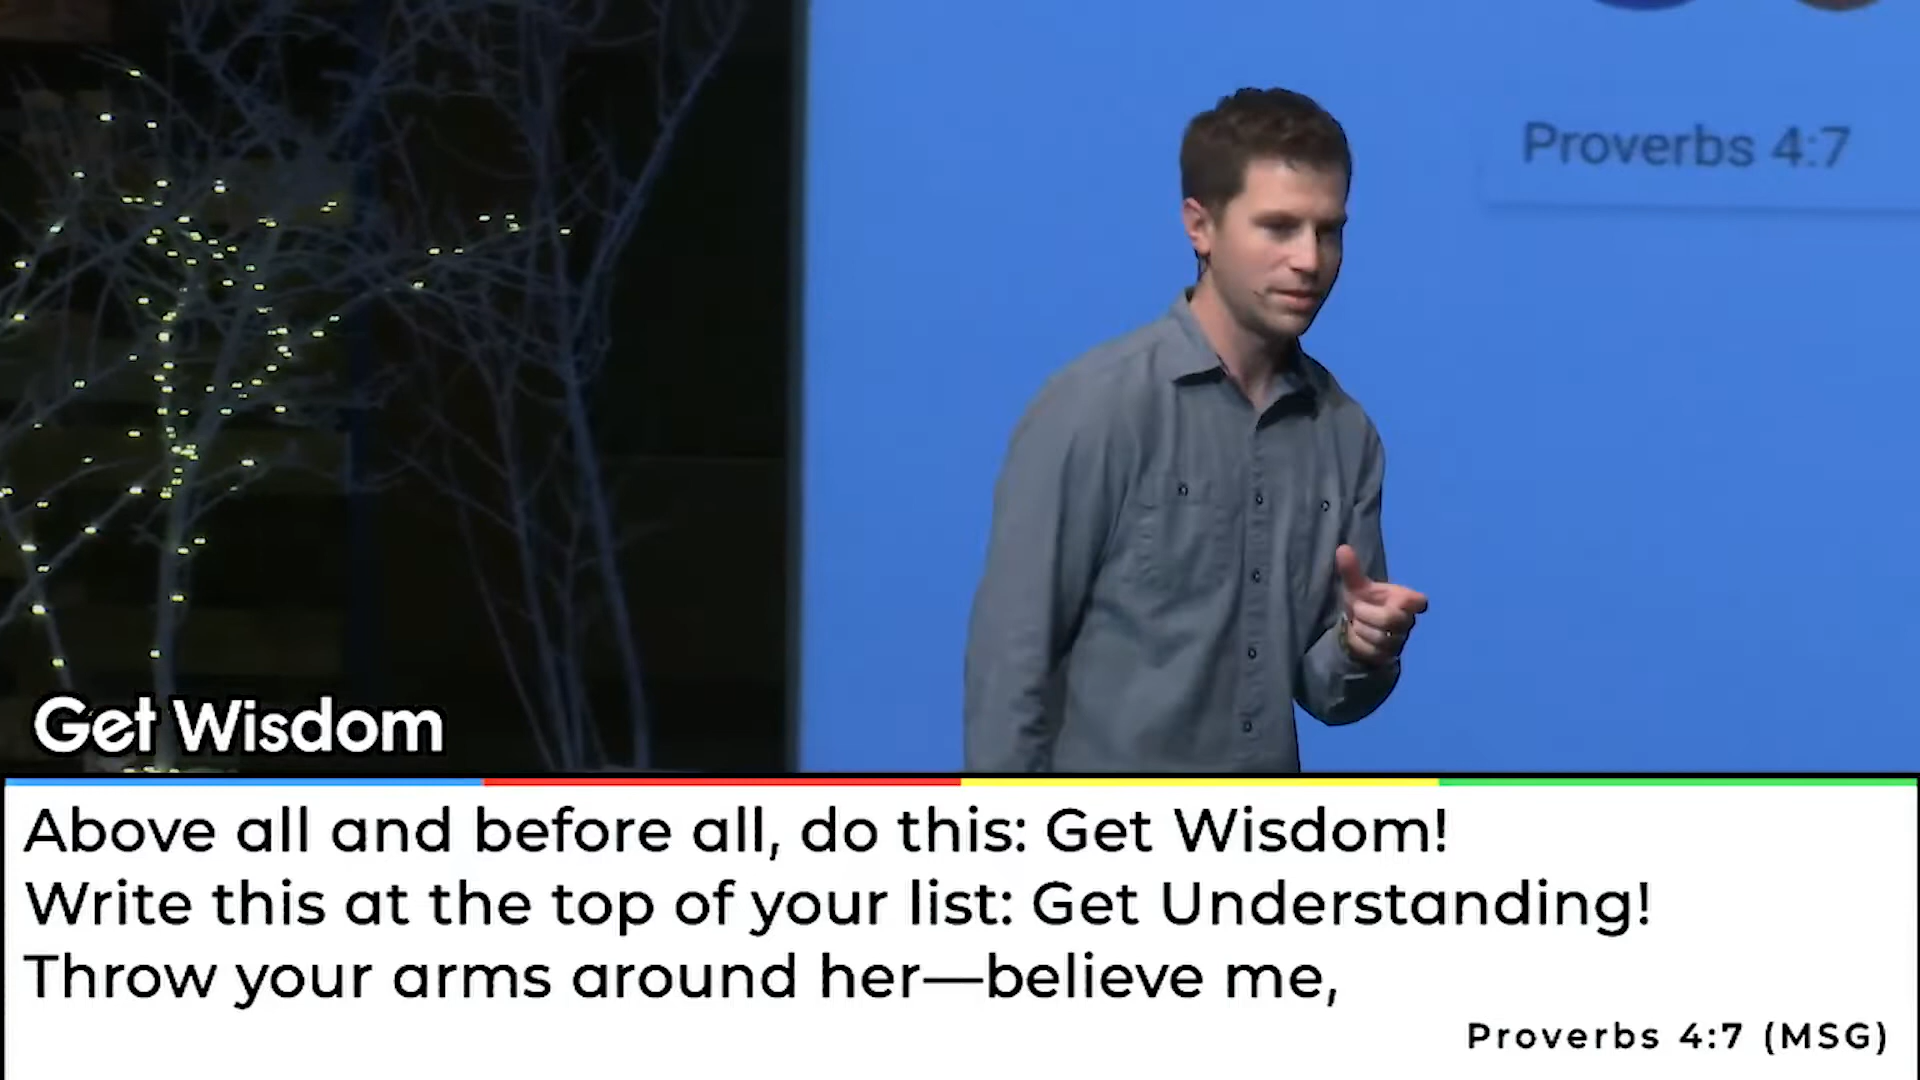 Proverbs 4:7
Get Wisdom
Above all and before all, do this: Get Wisdom!
Write this at the top of your list: Get Understanding!
Throw your arms around her—believe me,
Proverbs 4:7 (MSG)